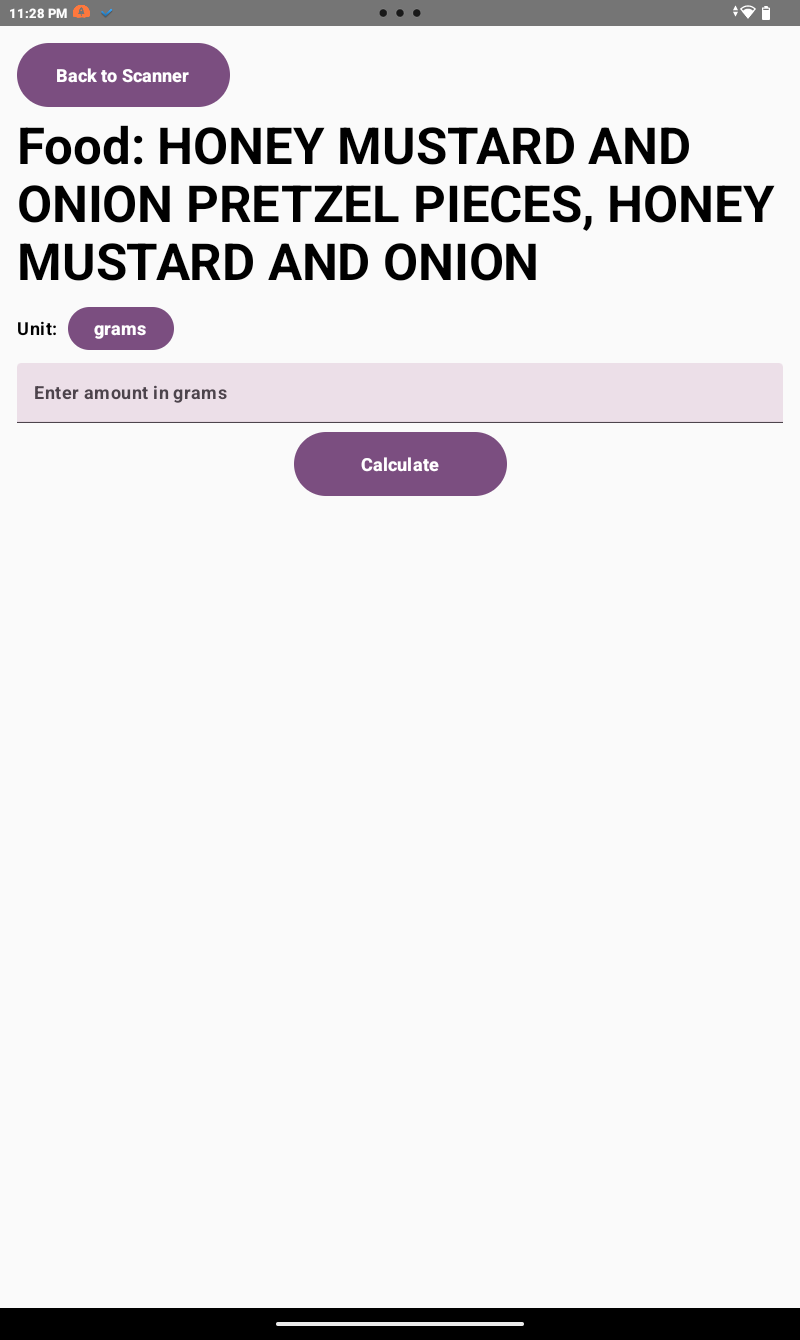 11:28 PM
Back to Scanner
Food: HONEY MUSTARD AND
ONION PRETZEL PIECES, HONEY
MUSTARD AND ONION
Unit: grams
Enter amount in grams
Calculate